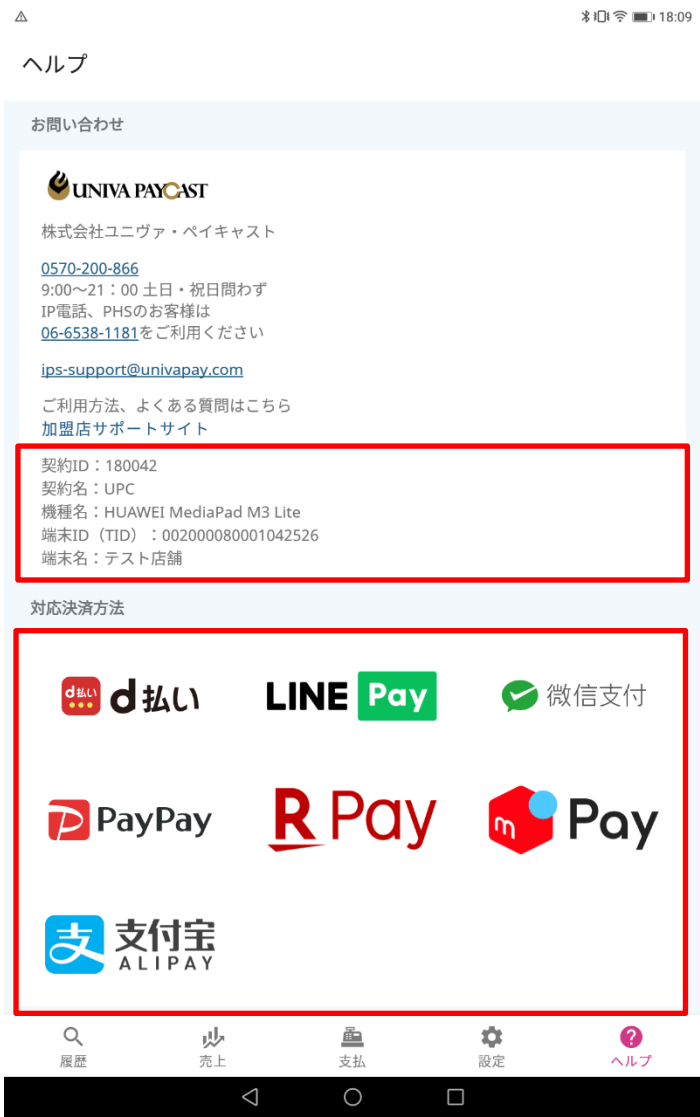 18:09
ヘルプ
お問い合わせ
UNIVA PAYCAST
株式会社ユニヴァ・ペイキャスト
0570-200-866
9:00〜21：00 土日・祝日問わず
IP電話、PHSのお客様は
06-6538-1181をご利用ください
ips-support@univapay.com
ご利用方法、よくある質問はこちら
加盟店サポートサイト
契約ID：180042
契約名：UPC
機種名：HUAWEI MediaPad M3 Lite
端末ID（TID）：002000080001042526
端末名：テスト店舗
対応決済方法
d払い d払い LINE Pay 微信支付
PayPay R Pay m Pay
支 支付宝
ALIPAY
履歴 売上 支払 設定 ヘルプ